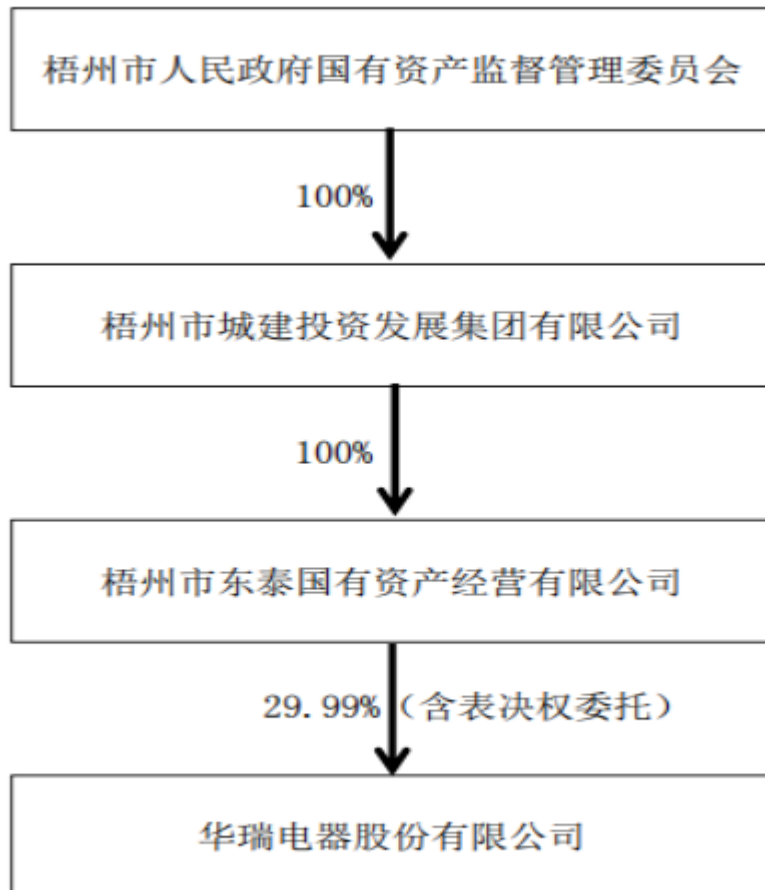 梧州市人民政府国有资产监督管理委员会
100%
梧州市城建投资发展集团有限公司
100%
梧州市东泰国有资产经营有限公司
29.99%（含表决权委托）
华瑞电器股份有限公司